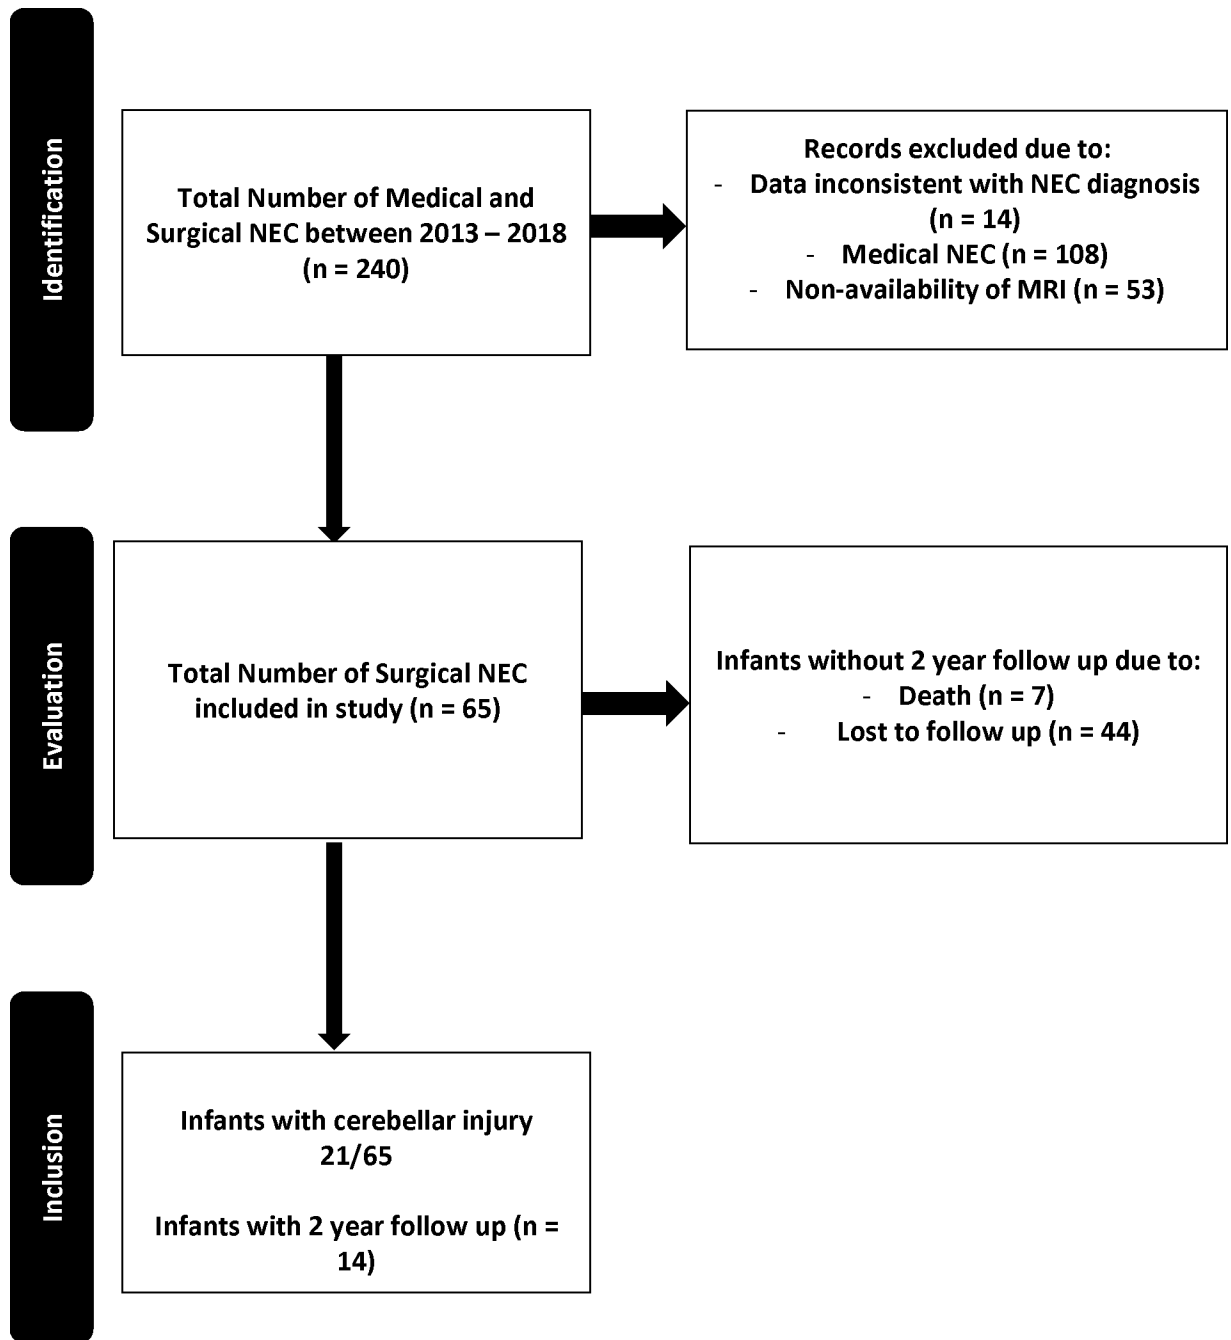 Identification
Total Number of Medical and
Surgical NEC between 2013 – 2018
(n = 240)
Records excluded due to:
- Data inconsistent with NEC diagnosis
(n = 14)
- Medical NEC (n = 108)
- Non-availability of MRI (n = 53)
Evaluation
Total Number of Surgical NEC
included in study (n = 65)
Infants without 2 year follow up due to:
- Death (n = 7)
- Lost to follow up (n = 44)
Inclusion
Infants with cerebellar injury
21/65
Infants with 2 year follow up (n =
14)